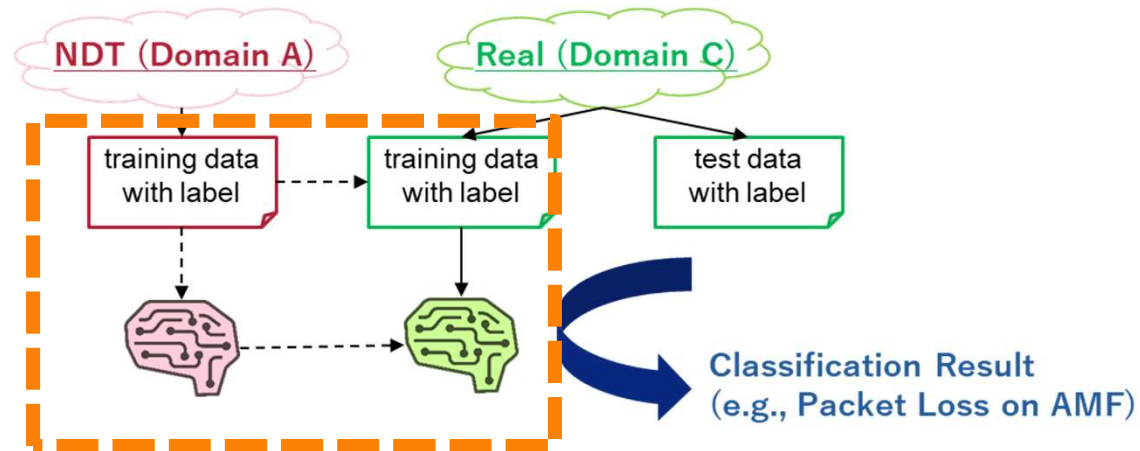 NDT (Domain A)
Real (Domain C)
training data
with label
training data
with label
test data
with label
Classification Result
(e.g., Packet Loss on AMF)